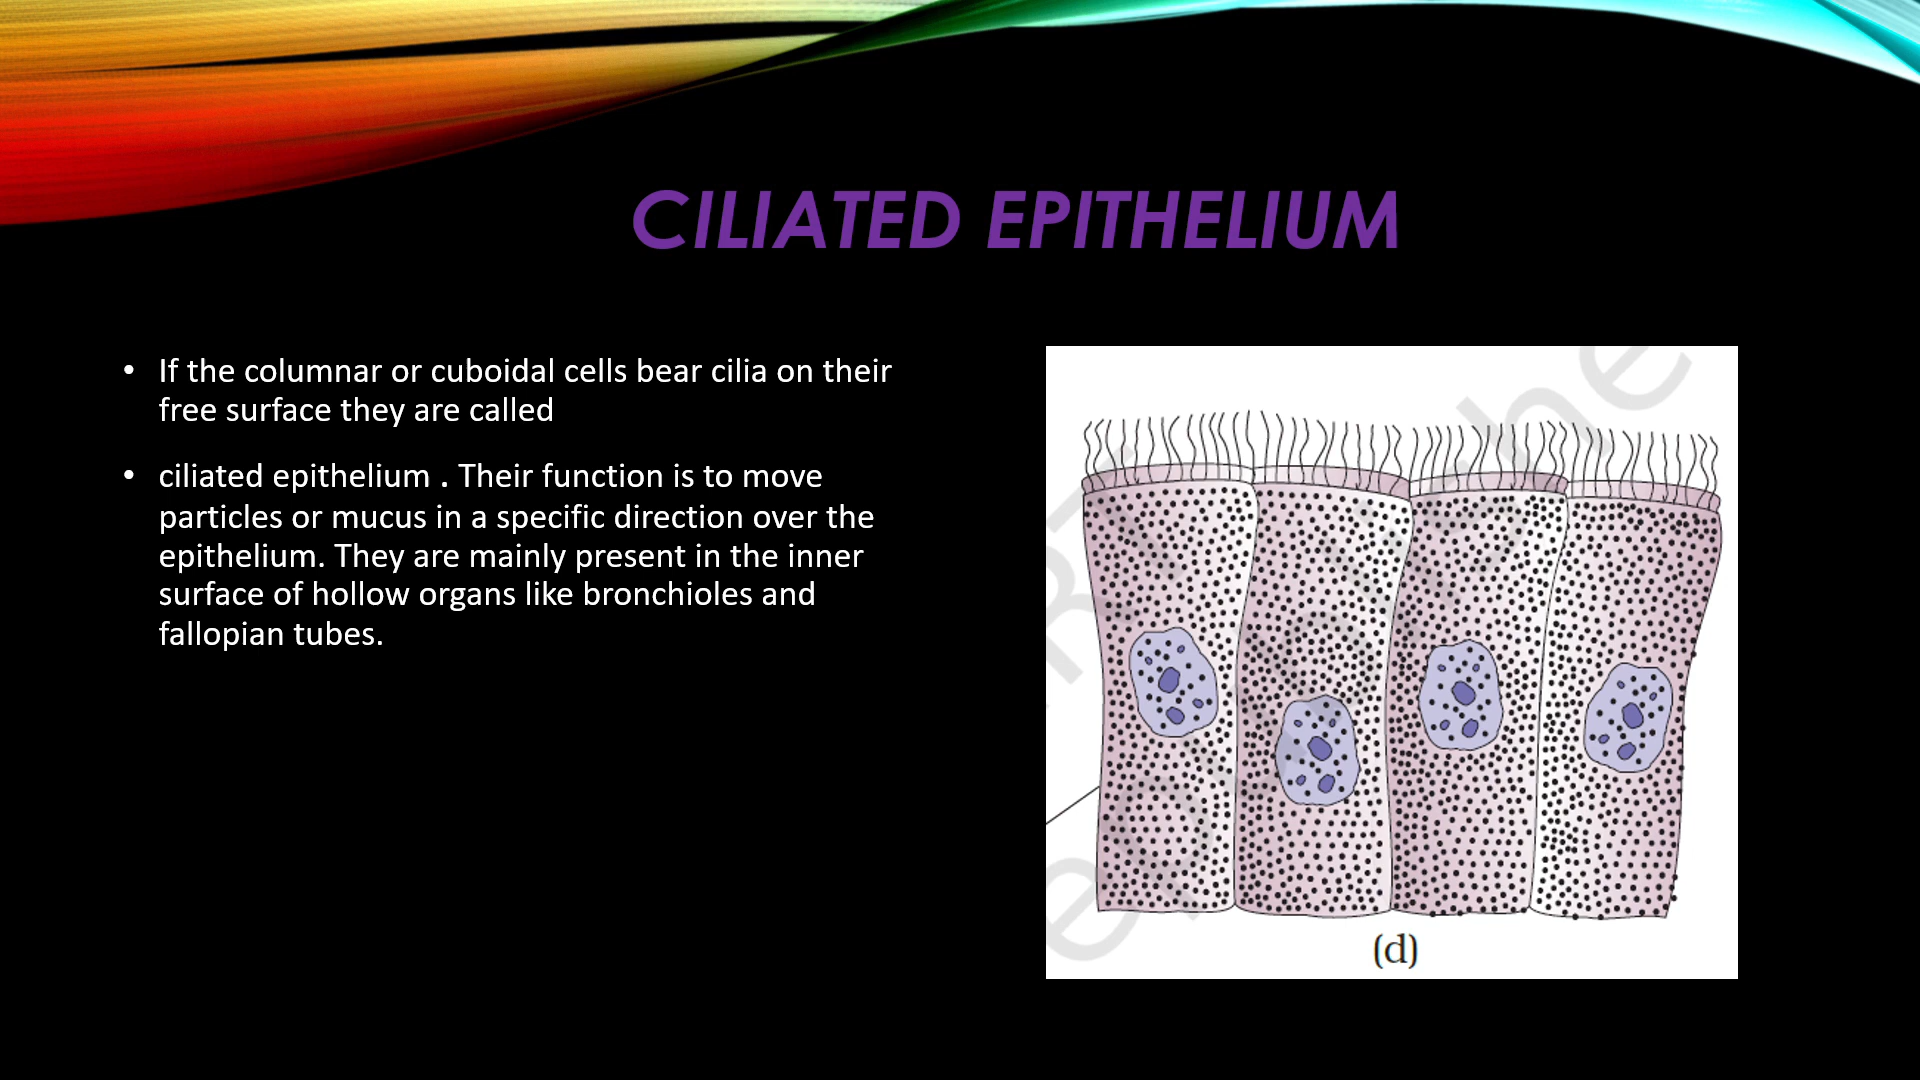 CILIATED EPITHELIUM
• If the columnar or cuboidal cells bear cilia on their
free surface they are called
• ciliated epithelium . Their function is to move
particles or mucus in a specific direction over the
epithelium. They are mainly present in the inner
surface of hollow organs like bronchioles and
fallopian tubes.
(d)